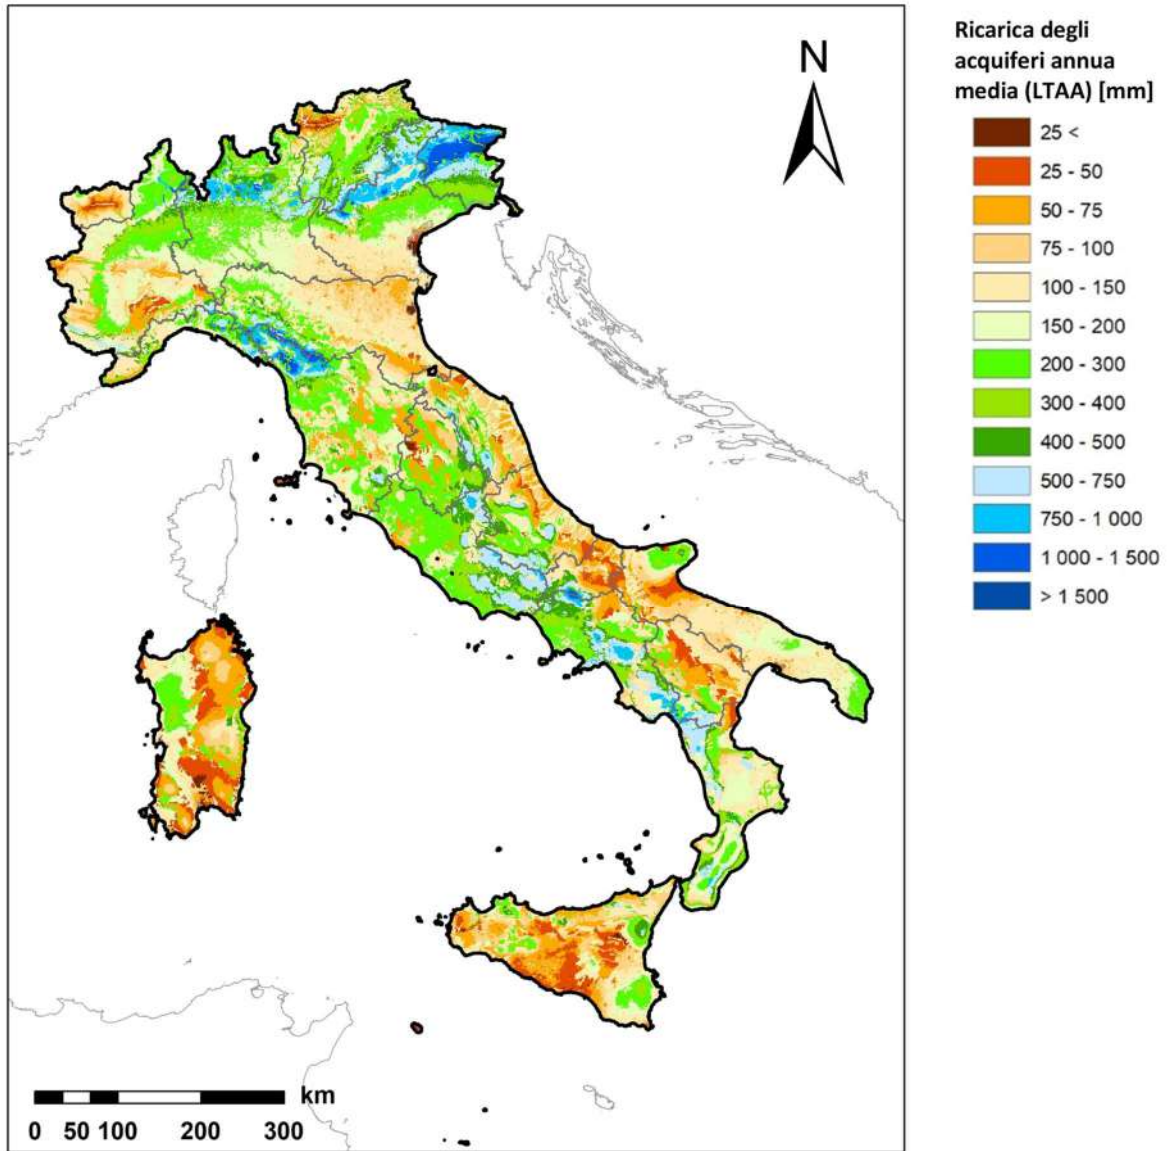 N
Ricarica degli
acquiferi annua
media (LTAA) [mm]
25 <
25 - 50
50 - 75
75 - 100
100 - 150
150 - 200
200 - 300
300 - 400
400 - 500
500 - 750
750 - 1 000
1 000 - 1 500
> 1 500
km
0 50 100 200 300